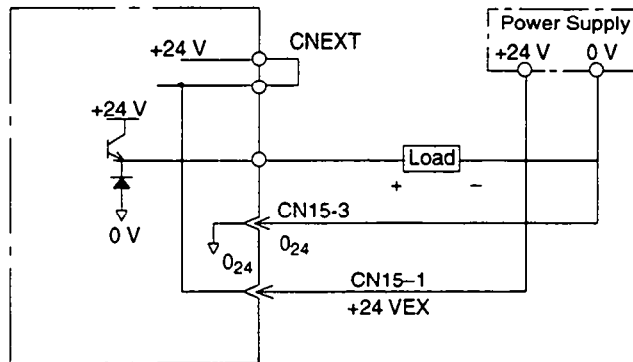 Power Supply
+24 V 0 V
+24 V CNEXT
+24 V
Load
+ −
0 V
CN15-3
0₂₄ 0₂₄
CN15–1
+24 VEX